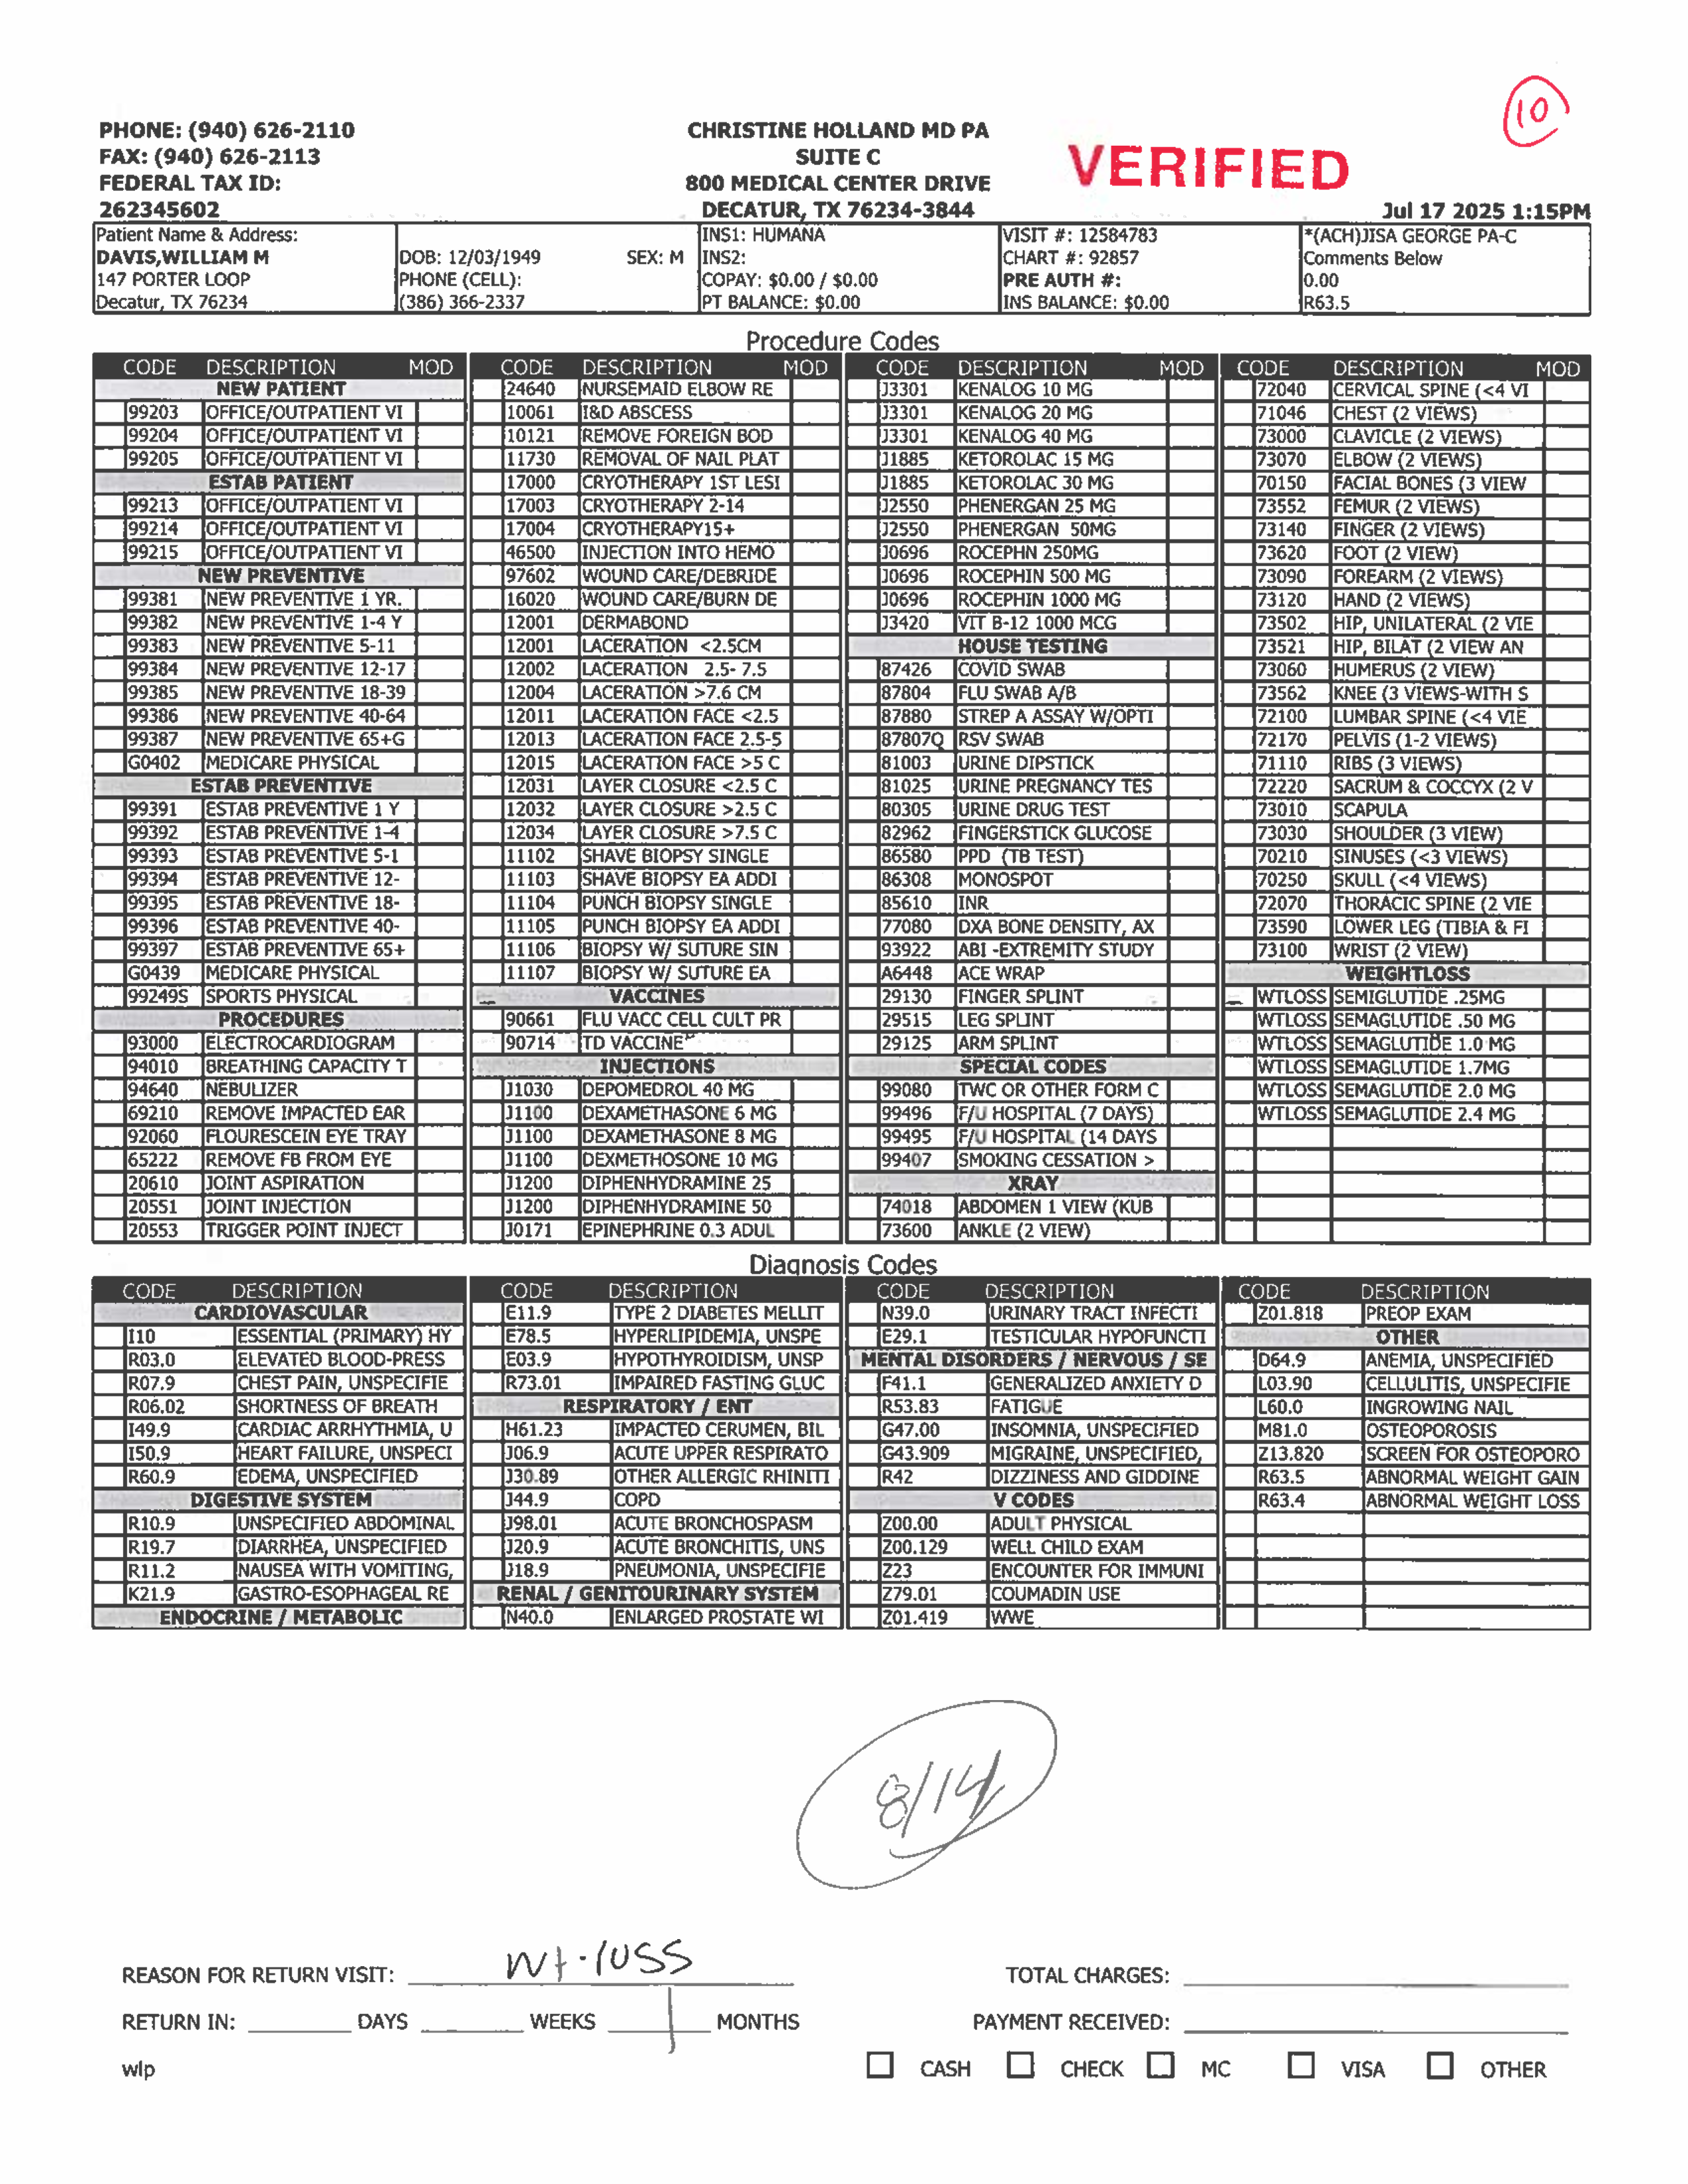 10
PHONE: (940) 626-2110
FAX: (940) 626-2113
FEDERAL TAX ID:
262345602
CHRISTINE HOLLAND MD PA
SUITE C
800 MEDICAL CENTER DRIVE
DECATUR, TX 76234-3844
VERIFIED
Jul 17 2025 1:15PM
Patient Name & Address:
DAVIS,WILLIAM M
147 PORTER LOOP
Decatur, TX 76234
DOB: 12/03/1949 SEX: M
PHONE (CELL):
(386) 366-2337
INS1: HUMANA
INS2:
COPAY: $0.00 / $0.00
PT BALANCE: $0.00
VISIT #: 12584783
CHART #: 92857
PRE AUTH #:
INS BALANCE: $0.00
*(ACH)JISA GEORGE PA-C
Comments Below
0.00
R63.5
Procedure Codes
CODE DESCRIPTION MOD
NEW PATIENT
99203 OFFICE/OUTPATIENT VI
99204 OFFICE/OUTPATIENT VI
99205 OFFICE/OUTPATIENT VI
ESTAB PATIENT
99213 OFFICE/OUTPATIENT VI
99214 OFFICE/OUTPATIENT VI
99215 OFFICE/OUTPATIENT VI
NEW PREVENTIVE
99381 NEW PREVENTIVE 1 YR.
99382 NEW PREVENTIVE 1-4 Y
99383 NEW PREVENTIVE 5-11
99384 NEW PREVENTIVE 12-17
99385 NEW PREVENTIVE 18-39
99386 NEW PREVENTIVE 40-64
99387 NEW PREVENTIVE 65+G
G0402 MEDICARE PHYSICAL
ESTAB PREVENTIVE
99391 ESTAB PREVENTIVE 1 Y
99392 ESTAB PREVENTIVE 1-4
99393 ESTAB PREVENTIVE 5-1
99394 ESTAB PREVENTIVE 12-
99395 ESTAB PREVENTIVE 18-
99396 ESTAB PREVENTIVE 40-
99397 ESTAB PREVENTIVE 65+
G0439 MEDICARE PHYSICAL
99249S SPORTS PHYSICAL
PROCEDURES
93000 ELECTROCARDIOGRAM
94010 BREATHING CAPACITY T
94640 NEBULIZER
69210 REMOVE IMPACTED EAR
92060 FLOURESCEIN EYE TRAY
65222 REMOVE FB FROM EYE
20610 JOINT ASPIRATION
20551 JOINT INJECTION
20553 TRIGGER POINT INJECT
CODE DESCRIPTION MOD
24640 NURSEMAID ELBOW RE
10061 I&D ABSCESS
10121 REMOVE FOREIGN BOD
11730 REMOVAL OF NAIL PLAT
17000 CRYOTHERAPY 1ST LESI
17003 CRYOTHERAPY 2-14
17004 CRYOTHERAPY15+
46500 INJECTION INTO HEMO
97602 WOUND CARE/DEBRIDE
16020 WOUND CARE/BURN DE
12001 DERMABOND
12001 LACERATION <2.5CM
12002 LACERATION 2.5- 7.5
12004 LACERATION >7.6 CM
12011 LACERATION FACE <2.5
12013 LACERATION FACE 2.5-5
12015 LACERATION FACE >5 C
12031 LAYER CLOSURE <2.5 C
12032 LAYER CLOSURE >2.5 C
12034 LAYER CLOSURE >7.5 C
11102 SHAVE BIOPSY SINGLE
11103 SHAVE BIOPSY EA ADDI
11104 PUNCH BIOPSY SINGLE
11105 PUNCH BIOPSY EA ADDI
11106 BIOPSY W/ SUTURE SIN
11107 BIOPSY W/ SUTURE EA
VACCINES
90661 FLU VACC CELL CULT PR
90714 TD VACCINE
INJECTIONS
J1030 DEPOMEDROL 40 MG
J1100 DEXAMETHASONE 6 MG
J1100 DEXAMETHASONE 8 MG
J1100 DEXMETHOSONE 10 MG
J1200 DIPHENHYDRAMINE 25
J1200 DIPHENHYDRAMINE 50
J0171 EPINEPHRINE 0.3 ADUL
CODE DESCRIPTION MOD
J3301 KENALOG 10 MG
J3301 KENALOG 20 MG
J3301 KENALOG 40 MG
J1885 KETOROLAC 15 MG
J1885 KETOROLAC 30 MG
J2550 PHENERGAN 25 MG
J2550 PHENERGAN 50MG
J0696 ROCEPHN 250MG
J0696 ROCEPHIN 500 MG
J0696 ROCEPHIN 1000 MG
J3420 VIT B-12 1000 MCG
HOUSE TESTING
87426 COVID SWAB
87804 FLU SWAB A/B
87880 STREP A ASSAY W/OPTI
87807Q RSV SWAB
81003 URINE DIPSTICK
81025 URINE PREGNANCY TES
80305 URINE DRUG TEST
82962 FINGERSTICK GLUCOSE
86580 PPD (TB TEST)
86308 MONOSPOT
85610 INR
77080 DXA BONE DENSITY, AX
93922 ABI -EXTREMITY STUDY
A6448 ACE WRAP
29130 FINGER SPLINT
29515 LEG SPLINT
29125 ARM SPLINT
SPECIAL CODES
99080 TWC OR OTHER FORM C
99496 F/U HOSPITAL (7 DAYS)
99495 F/U HOSPITAL (14 DAYS
99407 SMOKING CESSATION >
XRAY
74018 ABDOMEN 1 VIEW (KUB
73600 ANKLE (2 VIEW)
CODE DESCRIPTION MOD
72040 CERVICAL SPINE (<4 VI
71046 CHEST (2 VIEWS)
73000 CLAVICLE (2 VIEWS)
73070 ELBOW (2 VIEWS)
70150 FACIAL BONES (3 VIEW
73552 FEMUR (2 VIEWS)
73140 FINGER (2 VIEWS)
73620 FOOT (2 VIEW)
73090 FOREARM (2 VIEWS)
73120 HAND (2 VIEWS)
73502 HIP, UNILATERAL (2 VIE
73521 HIP, BILAT (2 VIEW AN
73060 HUMERUS (2 VIEW)
73562 KNEE (3 VIEWS-WITH S
72100 LUMBAR SPINE (<4 VIE
72170 PELVIS (1-2 VIEWS)
71110 RIBS (3 VIEWS)
72220 SACRUM & COCCYX (2 V
73010 SCAPULA
73030 SHOULDER (3 VIEW)
70210 SINUSES (<3 VIEWS)
70250 SKULL (<4 VIEWS)
72070 THORACIC SPINE (2 VIE
73590 LOWER LEG (TIBIA & FI
73100 WRIST (2 VIEW)
WEIGHTLOSS
WTLOSS SEMIGLUTIDE .25MG
WTLOSS SEMAGLUTIDE .50 MG
WTLOSS SEMAGLUTIDE 1.0 MG
WTLOSS SEMAGLUTIDE 1.7MG
WTLOSS SEMAGLUTIDE 2.0 MG
WTLOSS SEMAGLUTIDE 2.4 MG
Diagnosis Codes
CODE DESCRIPTION
CARDIOVASCULAR
I10 ESSENTIAL (PRIMARY) HY
R03.0 ELEVATED BLOOD-PRESS
R07.9 CHEST PAIN, UNSPECIFIE
R06.02 SHORTNESS OF BREATH
I49.9 CARDIAC ARRHYTHMIA, U
I50.9 HEART FAILURE, UNSPECI
R60.9 EDEMA, UNSPECIFIED
DIGESTIVE SYSTEM
R10.9 UNSPECIFIED ABDOMINAL
R19.7 DIARRHEA, UNSPECIFIED
R11.2 NAUSEA WITH VOMITING,
K21.9 GASTRO-ESOPHAGEAL RE
ENDOCRINE / METABOLIC
CODE DESCRIPTION
E11.9 TYPE 2 DIABETES MELLIT
E78.5 HYPERLIPIDEMIA, UNSPE
E03.9 HYPOTHYROIDISM, UNSP
R73.01 IMPAIRED FASTING GLUC
RESPIRATORY / ENT
H61.23 IMPACTED CERUMEN, BIL
J06.9 ACUTE UPPER RESPIRATO
J30.89 OTHER ALLERGIC RHINITI
J44.9 COPD
J98.01 ACUTE BRONCHOSPASM
J20.9 ACUTE BRONCHITIS, UNS
J18.9 PNEUMONIA, UNSPECIFIE
RENAL / GENITOURINARY SYSTEM
N40.0 ENLARGED PROSTATE WI
CODE DESCRIPTION
N39.0 URINARY TRACT INFECTI
E29.1 TESTICULAR HYPOFUNCTI
MENTAL DISORDERS / NERVOUS / SE
F41.1 GENERALIZED ANXIETY D
R53.83 FATIGUE
G47.00 INSOMNIA, UNSPECIFIED
G43.909 MIGRAINE, UNSPECIFIED,
R42 DIZZINESS AND GIDDINE
V CODES
Z00.00 ADULT PHYSICAL
Z00.129 WELL CHILD EXAM
Z23 ENCOUNTER FOR IMMUNI
Z79.01 COUMADIN USE
Z01.419 WWE
CODE DESCRIPTION
Z01.818 PREOP EXAM
OTHER
D64.9 ANEMIA, UNSPECIFIED
L03.90 CELLULITIS, UNSPECIFIE
L60.0 INGROWING NAIL
M81.0 OSTEOPOROSIS
Z13.820 SCREEN FOR OSTEOPORO
R63.5 ABNORMAL WEIGHT GAIN
R63.4 ABNORMAL WEIGHT LOSS
8/14
REASON FOR RETURN VISIT: Wt-loss
TOTAL CHARGES:
RETURN IN: DAYS WEEKS 1 MONTHS
PAYMENT RECEIVED:
wlp
CASH CHECK MC VISA OTHER